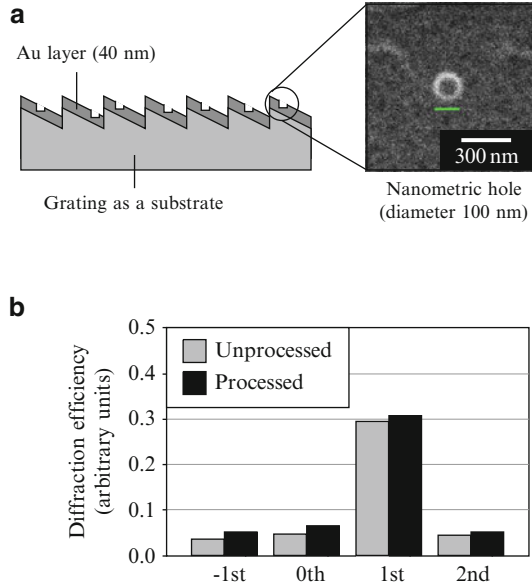 a
Au layer (40 nm)
Grating as a substrate
300 nm
Nanometric hole
(diameter 100 nm)
b
Diffraction efficiency
(arbitrary units)
0.5
0.4
0.3
0.1
0.1
0.0
Unprocessed
Processed
-1st
0th
1st
2nd